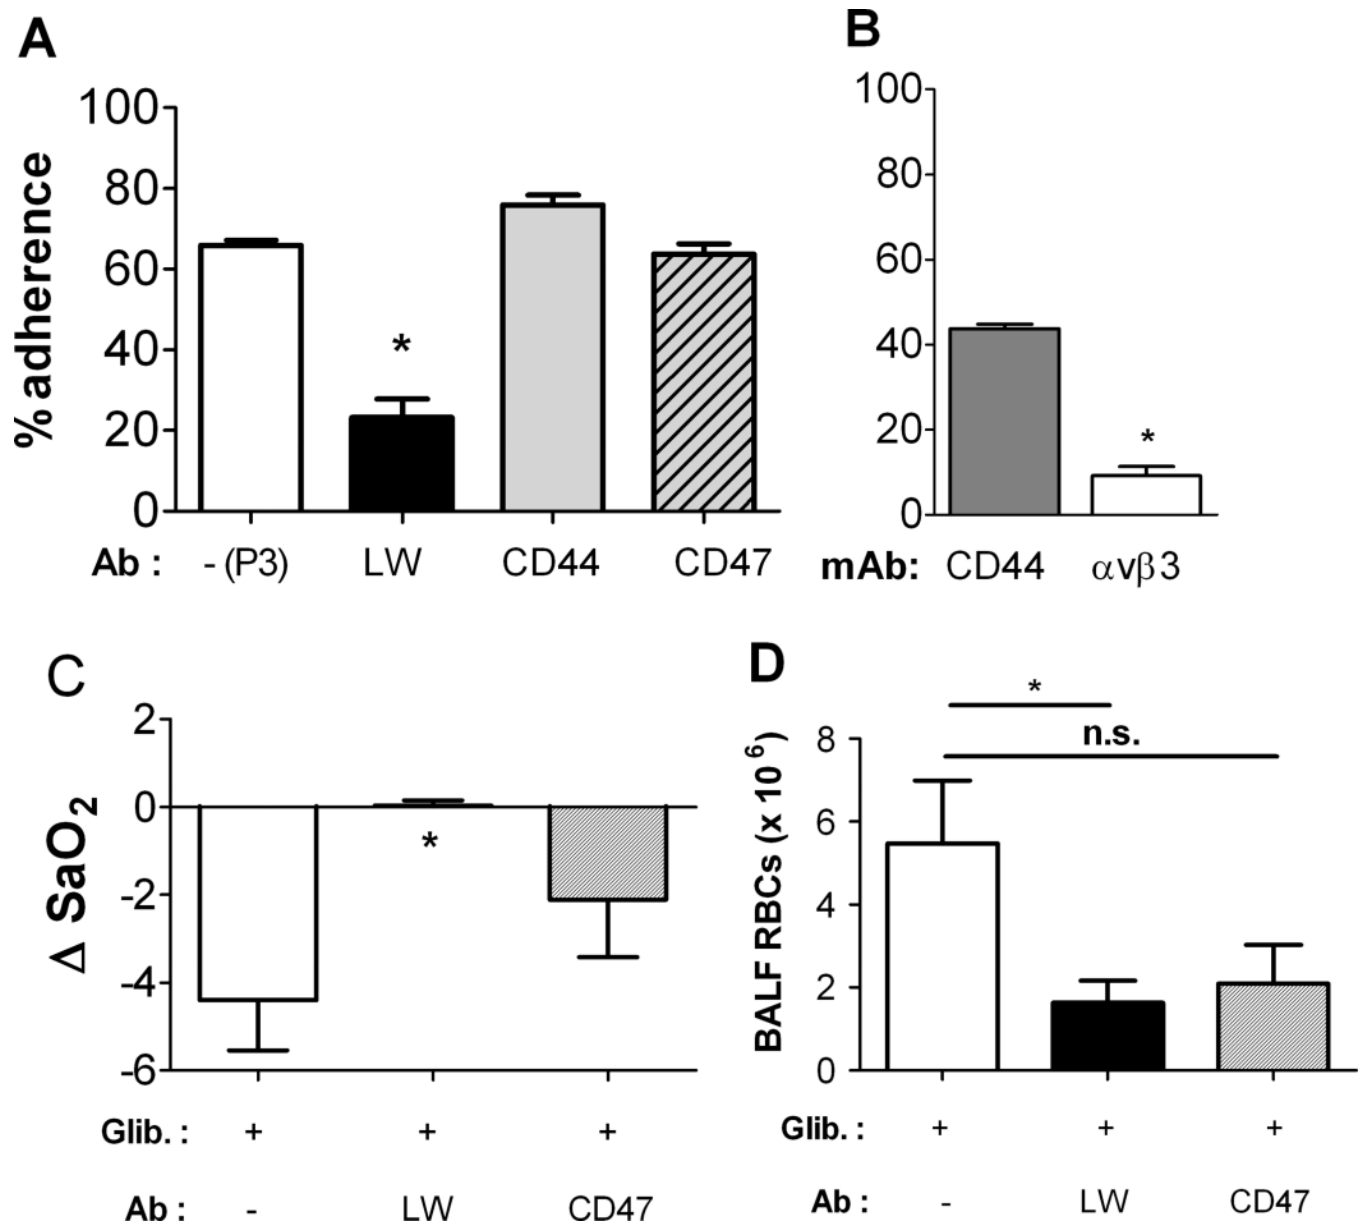 A
% adherence
100
80
60
40
20
0
*
Ab : - (P3) LW CD44 CD47
B
100
80
60
40
20
0
*
mAb: CD44 αvβ3
C
Δ SaO2
2
0
-2
-4
-6
*
Glib. : + + +
Ab : - LW CD47
D
BALF RBCs (x 10 6)
8
6
4
2
0
*
n.s.
Glib. : + + +
Ab : - LW CD47